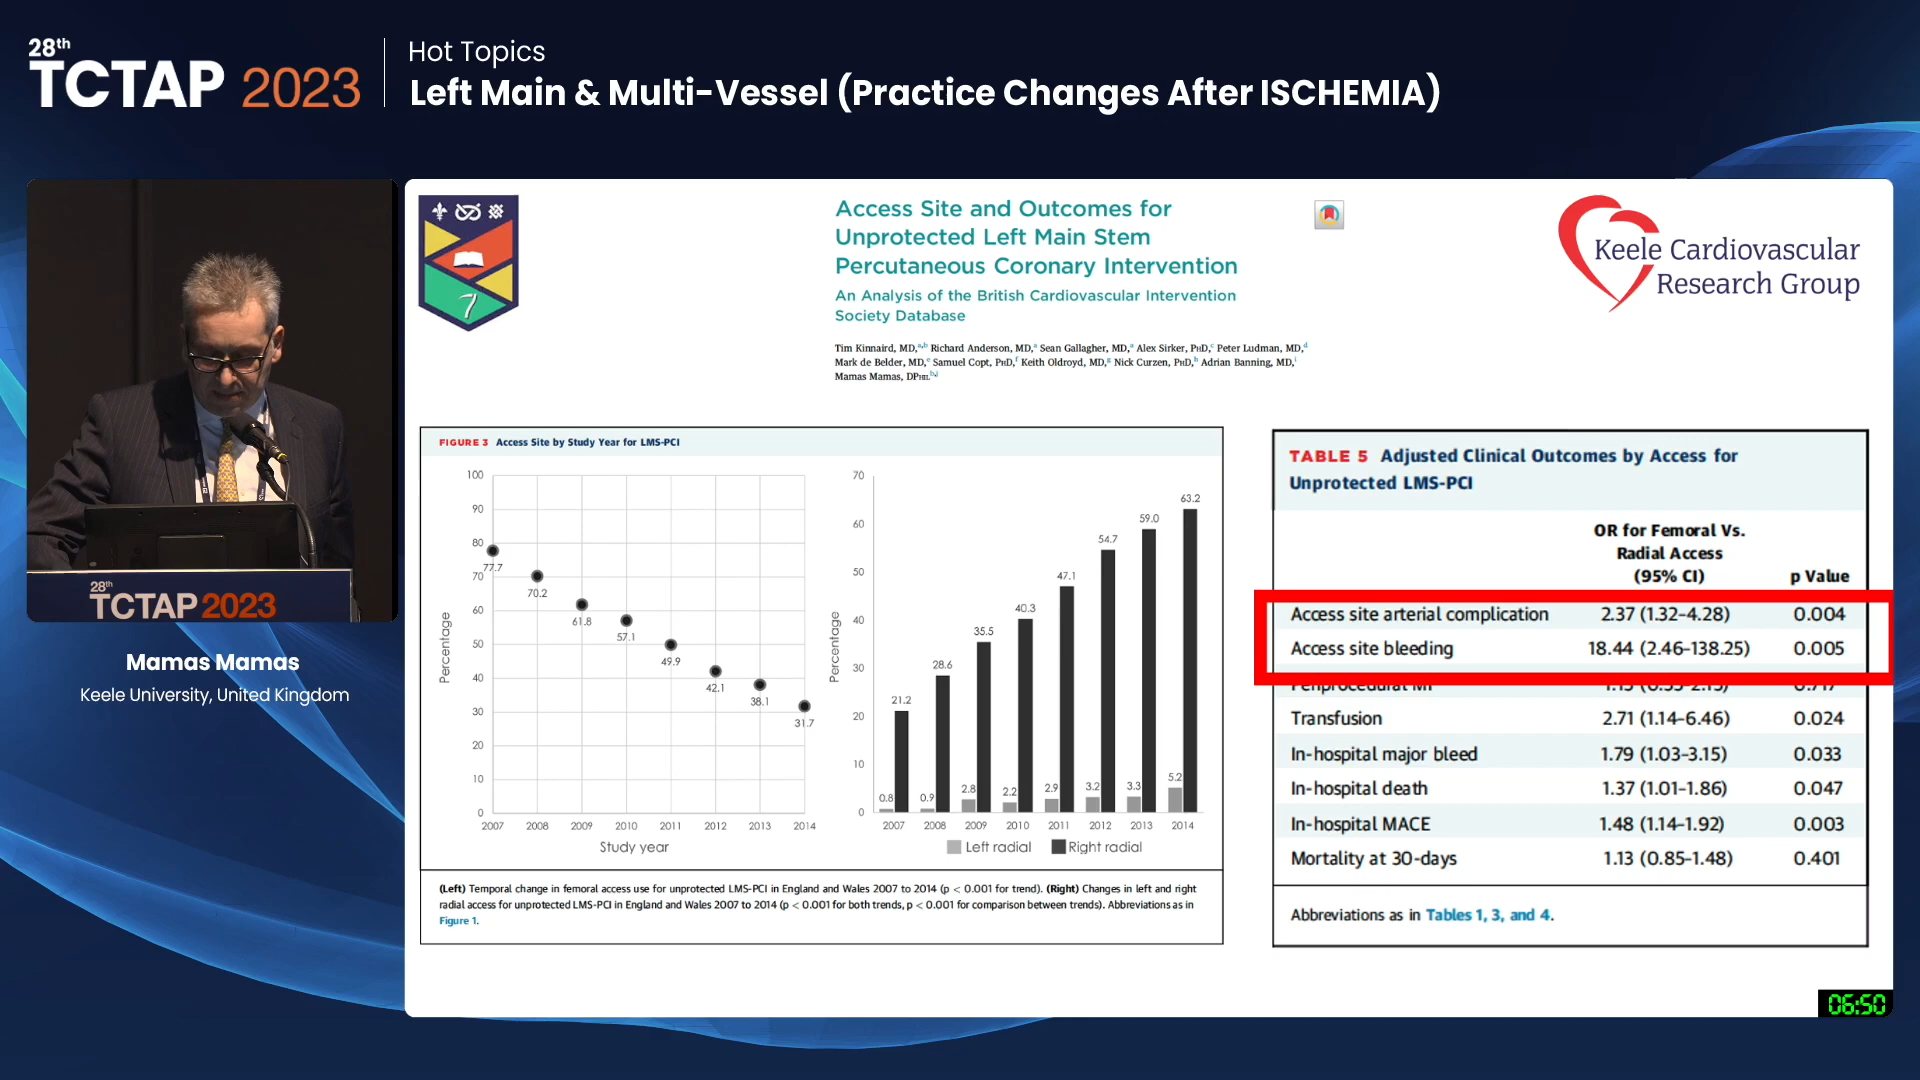 28th
TCTAP 2023
Hot Topics
Left Main & Multi-Vessel (Practice Changes After ISCHEMIA)
28th
TCTAP 2023
Mamas Mamas
Keele University, United Kingdom
Access Site and Outcomes for
Unprotected Left Main Stem
Percutaneous Coronary Intervention
An Analysis of the British Cardiovascular Intervention
Society Database
Tim Kinnaird, MD,a,b Richard Anderson, MD,a Sean Gallagher, MD,a Alex Sirker, PHD,c Peter Ludman, MD,d
Mark de Belder, MD,e Samuel Copt, PHD,f Keith Oldroyd, MD,g Nick Curzen, PHD,h Adrian Banning, MD,i
Mamas Mamas, DPHIL b,j
Keele Cardiovascular
Research Group
FIGURE 3 Access Site by Study Year for LMS-PCI
Percentage
100
90
80
70
60
50
40
30
20
10
0
77.7
70.2
61.8
57.1
49.9
42.1
38.1
31.7
2007 2008 2009 2010 2011 2012 2013 2014
Study year
Percentage
70
60
50
40
30
20
10
0
0.8 21.2
0.9 28.6
2.8 35.5
2.2 40.3
2.9 47.1
3.2 54.7
3.3 59.0
5.2 63.2
2007 2008 2009 2010 2011 2012 2013 2014
Left radial Right radial
(Left) Temporal change in femoral access use for unprotected LMS-PCI in England and Wales 2007 to 2014 (p < 0.001 for trend). (Right) Changes in left and right
radial access for unprotected LMS-PCI in England and Wales 2007 to 2014 (p < 0.001 for both trends, p < 0.001 for comparison between trends). Abbreviations as in
Figure 1.
TABLE 5 Adjusted Clinical Outcomes by Access for
Unprotected LMS-PCI
OR for Femoral Vs.
Radial Access
(95% CI) p Value
Access site arterial complication 2.37 (1.32–4.28) 0.004
Access site bleeding 18.44 (2.46–138.25) 0.005
Periprocedural MI
Transfusion 2.71 (1.14–6.46) 0.024
In-hospital major bleed 1.79 (1.03–3.15) 0.033
In-hospital death 1.37 (1.01–1.86) 0.047
In-hospital MACE 1.48 (1.14–1.92) 0.003
Mortality at 30-days 1.13 (0.85–1.48) 0.401
Abbreviations as in Tables 1, 3, and 4.
06:50